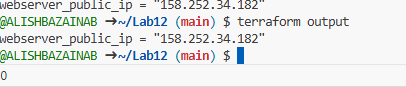 webserver_public_ip = "158.252.34.182"
@ALISHBAZAINAB ➜~/Lab12 (main) $ terraform output
webserver_public_ip = "158.252.34.182"
@ALISHBAZAINAB ➜~/Lab12 (main) $
0